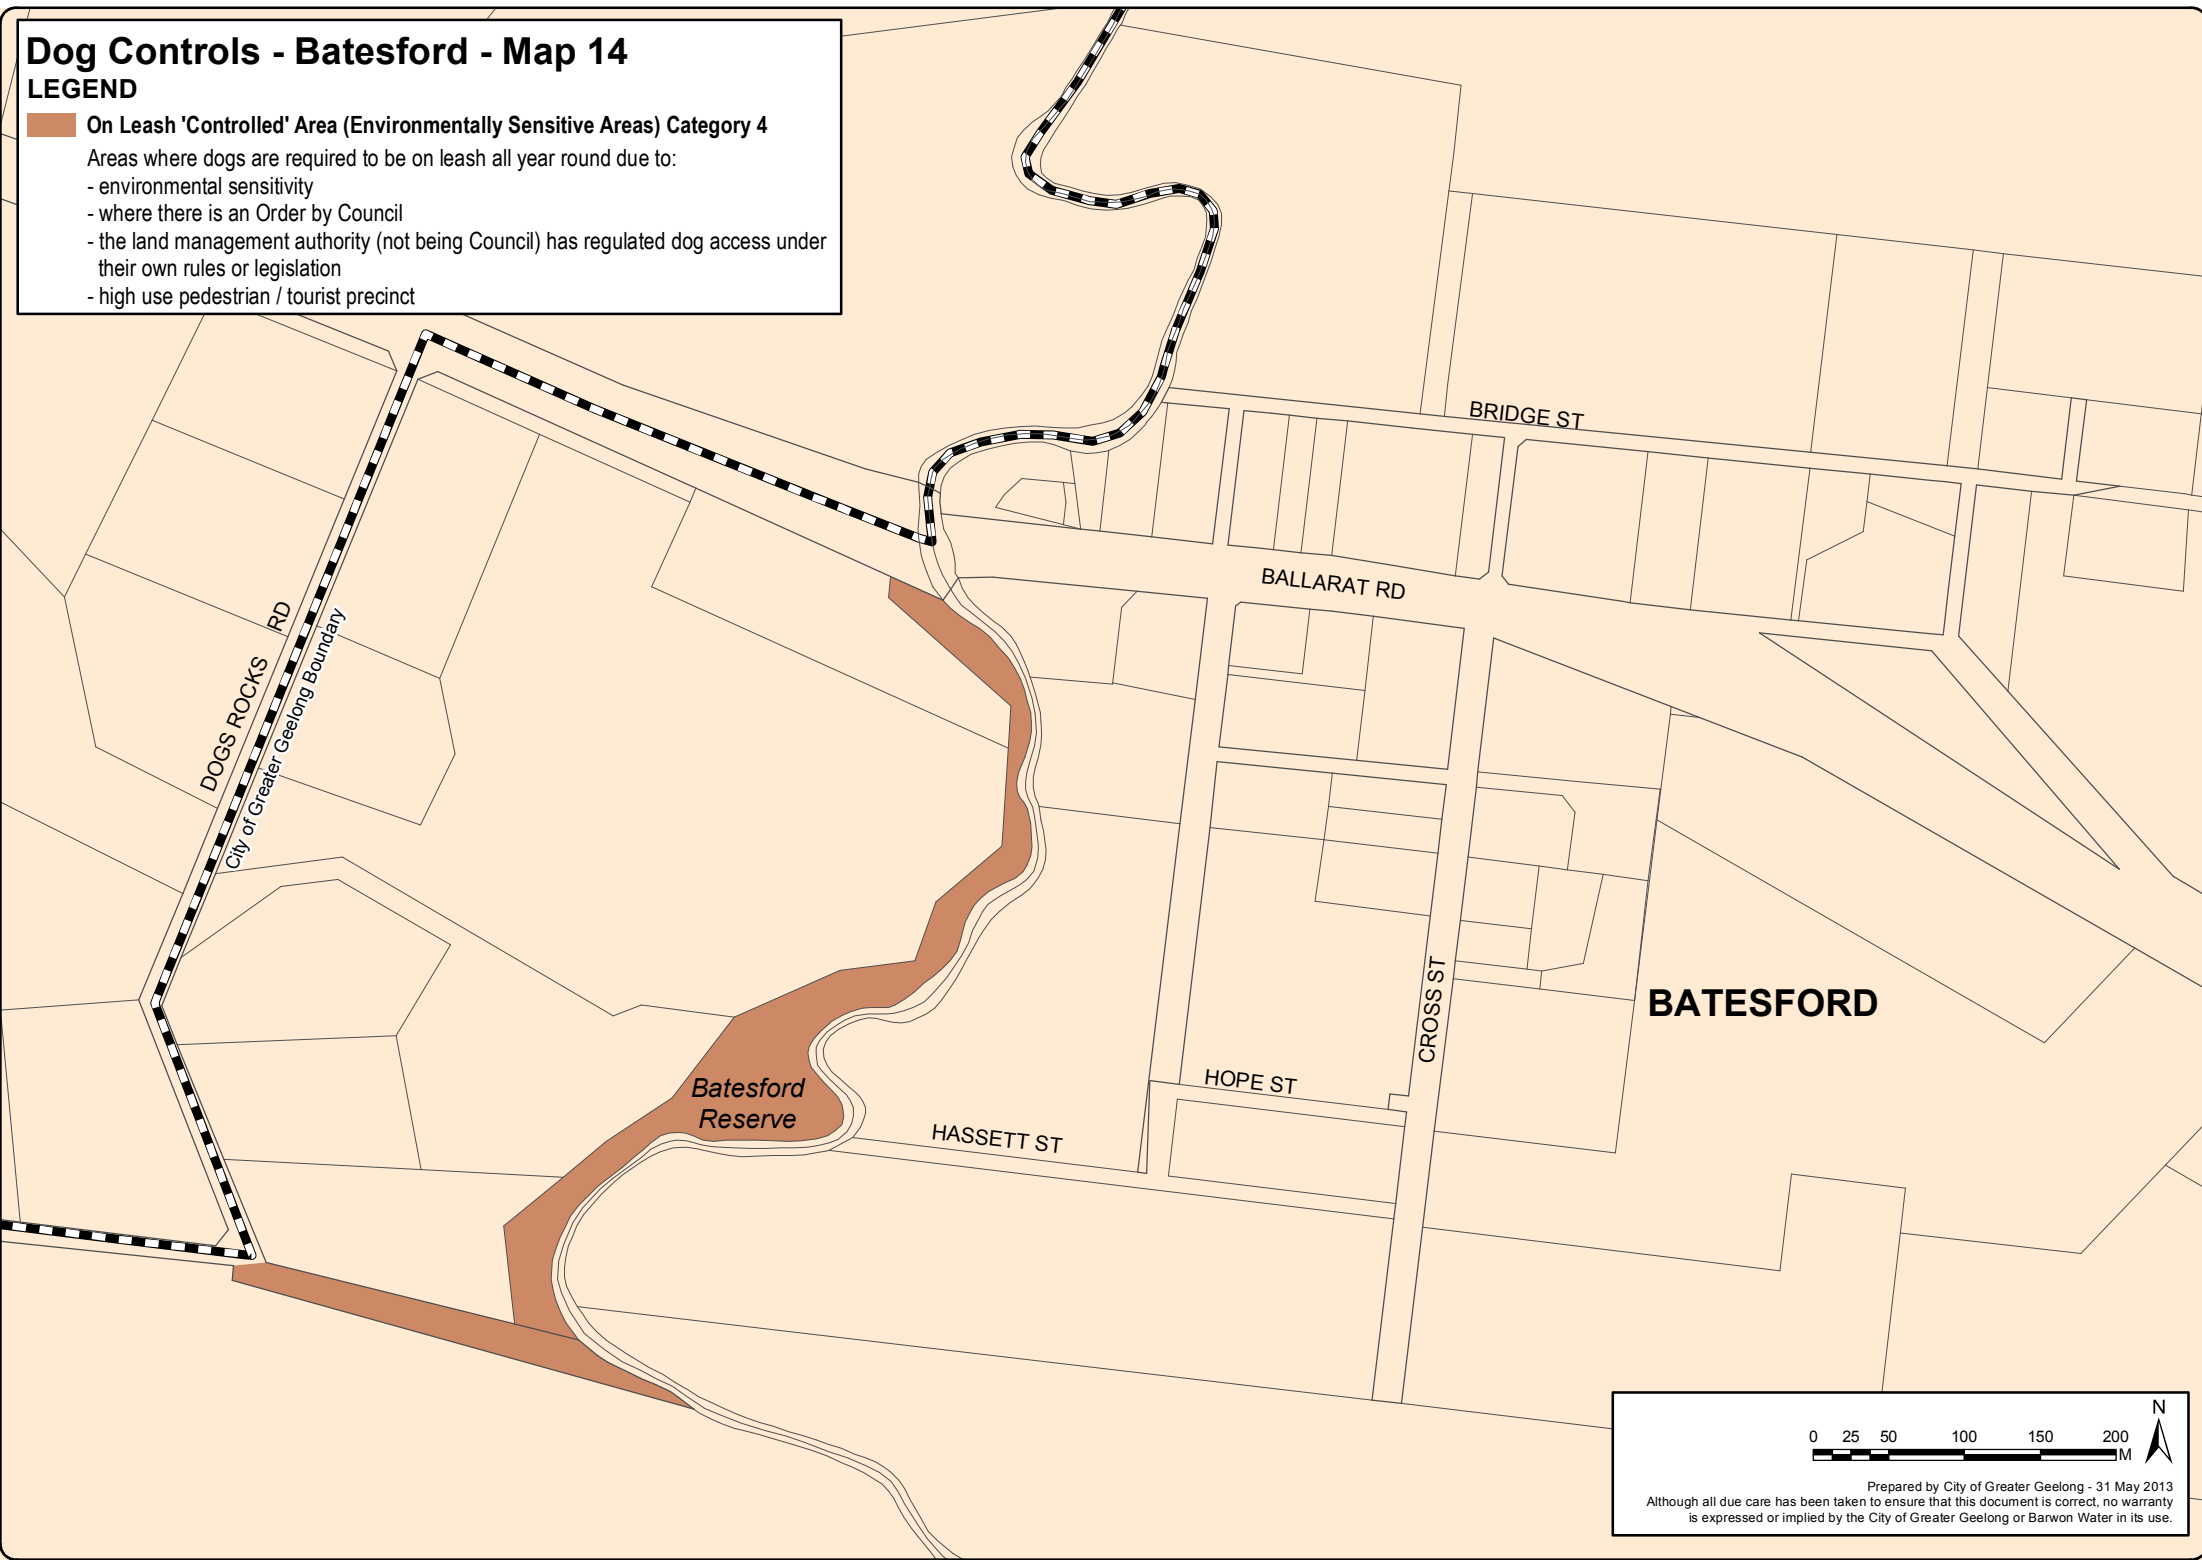 Dog Controls - Batesford - Map 14
LEGEND
On Leash 'Controlled' Area (Environmentally Sensitive Areas) Category 4
Areas where dogs are required to be on leash all year round due to:
- environmental sensitivity
- where there is an Order by Council
- the land management authority (not being Council) has regulated dog access under
their own rules or legislation
- high use pedestrian / tourist precinct
BRIDGE ST
BALLARAT RD
DOGS ROCKS RD
City of Greater Geelong Boundary
CROSS ST
BATESFORD
HOPE ST
Batesford
Reserve
HASSETT ST
N
0 25 50 100 150 200
M
Prepared by City of Greater Geelong - 31 May 2013
Although all due care has been taken to ensure that this document is correct, no warranty
is expressed or implied by the City of Greater Geelong or Barwon Water in its use.